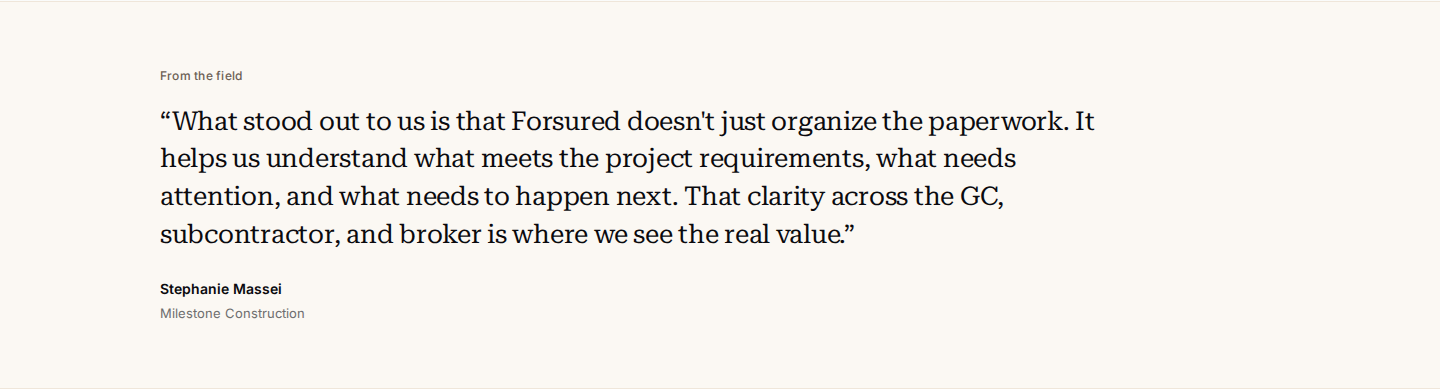 From the field
“What stood out to us is that Forsured doesn't just organize the paperwork. It
helps us understand what meets the project requirements, what needs
attention, and what needs to happen next. That clarity across the GC,
subcontractor, and broker is where we see the real value.”
Stephanie Massei
Milestone Construction